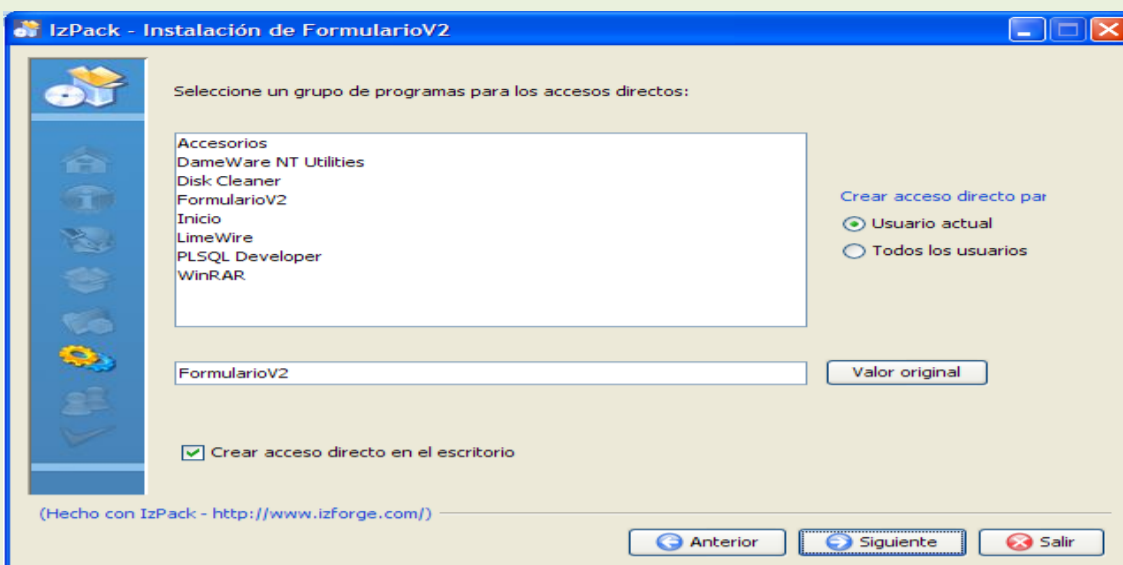 IzPack - Instalación de FormularioV2
Seleccione un grupo de programas para los accesos directos:
Accesorios
DameWare NT Utilities
Disk Cleaner
FormularioV2
Inicio
LimeWire
PLSQL Developer
WinRAR
Crear acceso directo par
Usuario actual
Todos los usuarios
FormularioV2
Valor original
Crear acceso directo en el escritorio
(Hecho con IzPack - http://www.izforge.com/)
Anterior
Siguiente
Salir